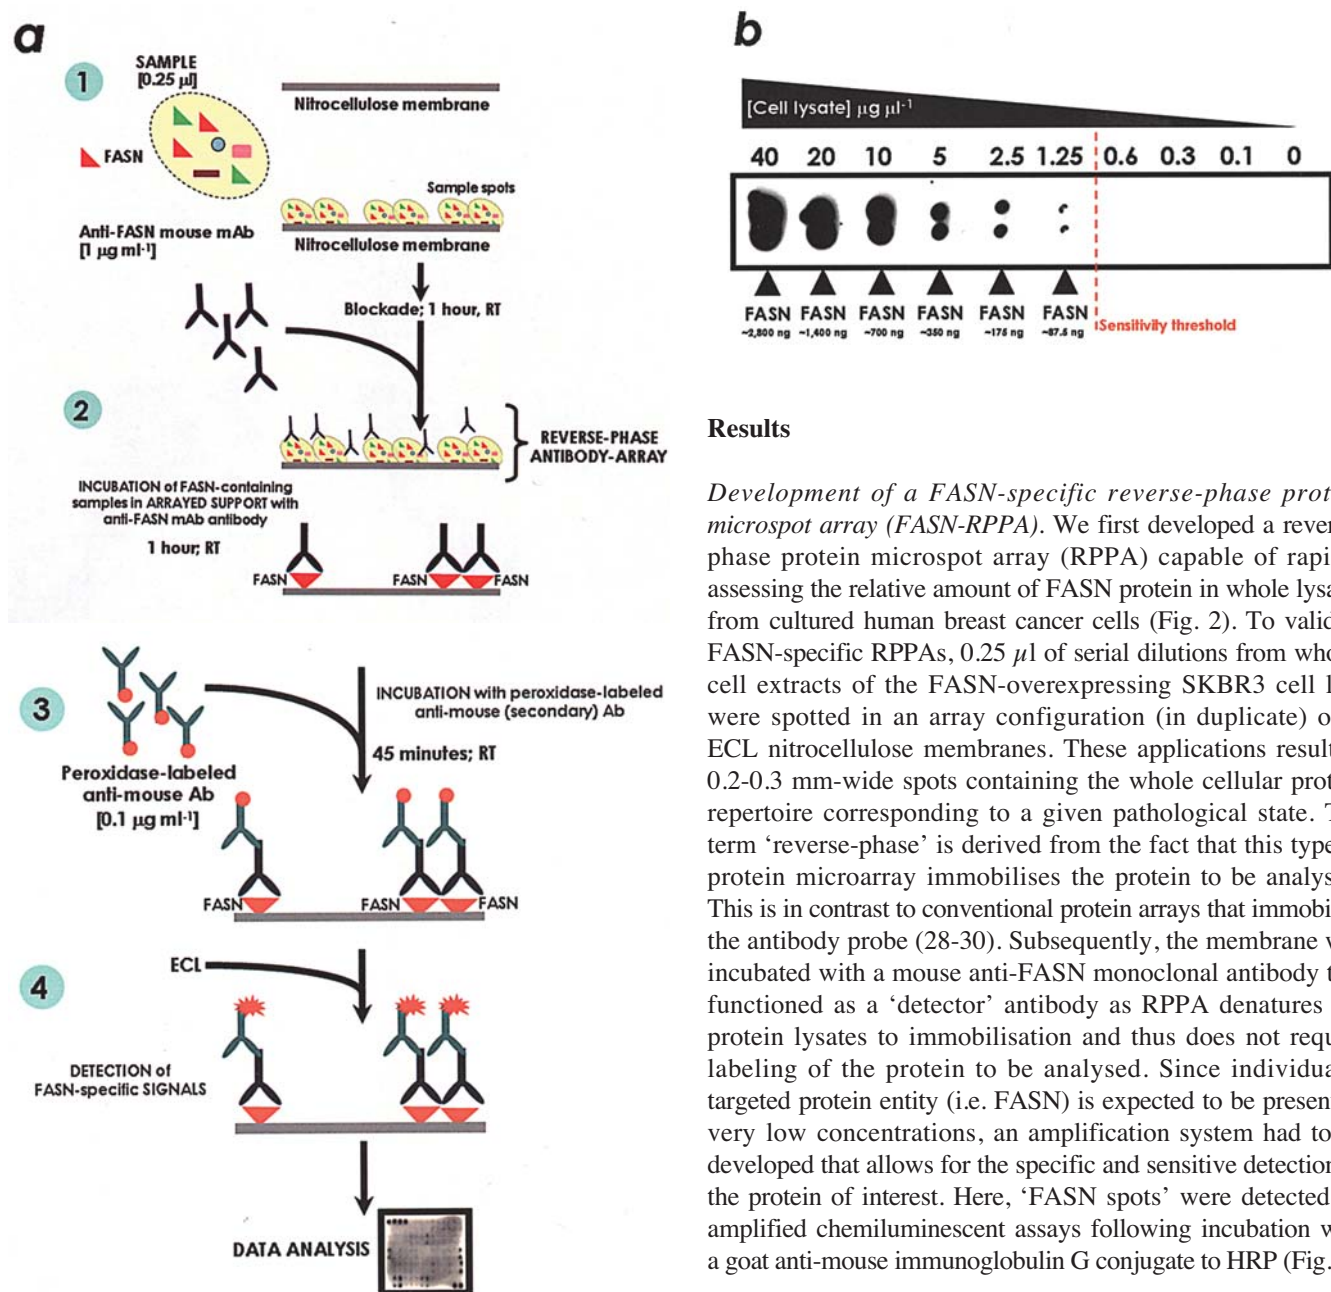 a
1
SAMPLE
[0.25 µl]
Nitrocellulose membrane
FASN
Sample spots
Nitrocellulose membrane
Anti-FASN mouse mAb
[1 µg ml-1]
Blockade; 1 hour, RT
2
REVERSE-PHASE
ANTIBODY-ARRAY
INCUBATION of FASN-containing
samples in ARRAYED SUPPORT with
anti-FASN mAb antibody
1 hour; RT
FASN FASN FASN
3
INCUBATION with peroxidase-labeled
anti-mouse (secondary) Ab
45 minutes; RT
Peroxidase-labeled
anti-mouse Ab
[0.1 µg ml-1]
FASN FASN FASN
4
ECL
DETECTION of
FASN-specific SIGNALS
DATA ANALYSIS
b
[Cell lysate] µg µl-1
40 20 10 5 2.5 1.25 0.6 0.3 0.1 0
FASN FASN FASN FASN FASN FASN
~2,800 ng ~1,400 ng ~700 ng ~350 ng ~175 ng ~87.5 ng
Sensitivity threshold
Results
Development of a FASN-specific reverse-phase prot
microspot array (FASN-RPPA). We first developed a rever
phase protein microspot array (RPPA) capable of rapi
assessing the relative amount of FASN protein in whole lysa
from cultured human breast cancer cells (Fig. 2). To valid
FASN-specific RPPAs, 0.25 µl of serial dilutions from who
cell extracts of the FASN-overexpressing SKBR3 cell l
were spotted in an array configuration (in duplicate) o
ECL nitrocellulose membranes. These applications result
0.2-0.3 mm-wide spots containing the whole cellular prot
repertoire corresponding to a given pathological state. T
term ‘reverse-phase’ is derived from the fact that this type
protein microarray immobilises the protein to be analys
This is in contrast to conventional protein arrays that immobi
the antibody probe (28-30). Subsequently, the membrane w
incubated with a mouse anti-FASN monoclonal antibody t
functioned as a ‘detector’ antibody as RPPA denatures
protein lysates to immobilisation and thus does not requ
labeling of the protein to be analysed. Since individua
targeted protein entity (i.e. FASN) is expected to be present
very low concentrations, an amplification system had to
developed that allows for the specific and sensitive detection
the protein of interest. Here, ‘FASN spots’ were detected
amplified chemiluminescent assays following incubation w
a goat anti-mouse immunoglobulin G conjugate to HRP (Fig.